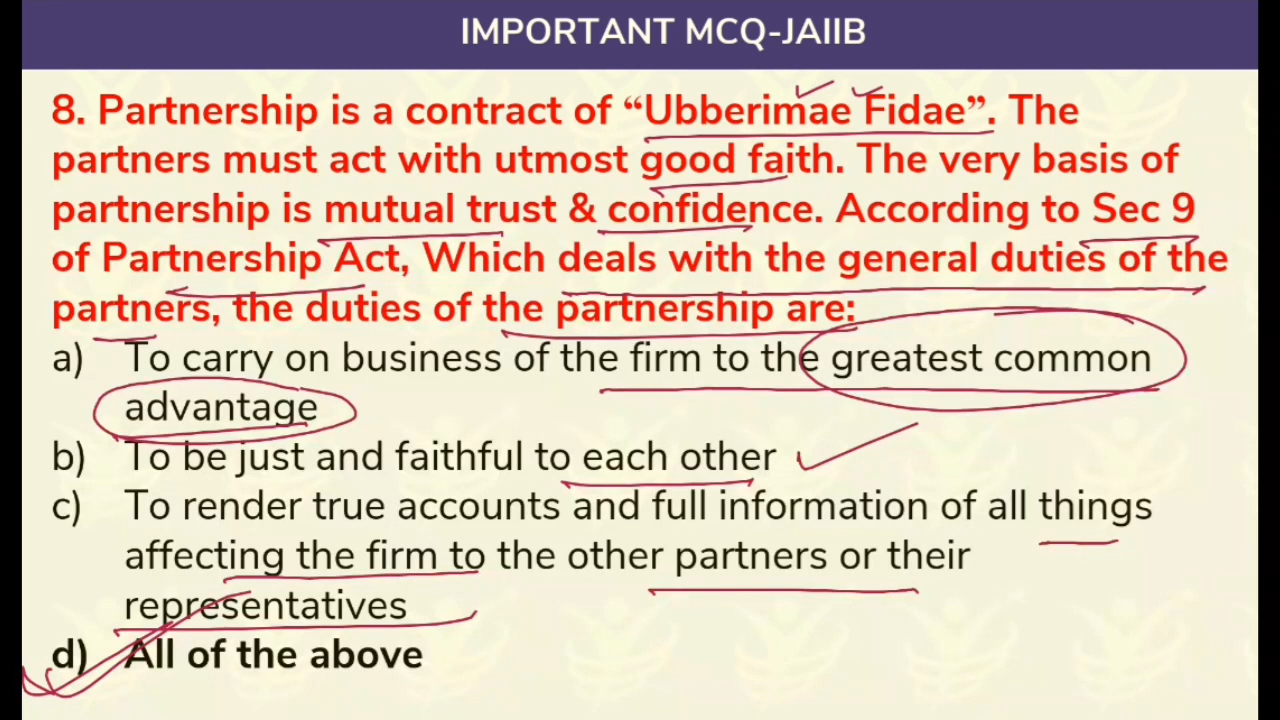 IMPORTANT MCQ-JAIIB
8. Partnership is a contract of “Ubberimae Fidae”. The
partners must act with utmost good faith. The very basis of
partnership is mutual trust & confidence. According to Sec 9
of Partnership Act, Which deals with the general duties of the
partners, the duties of the partnership are:
a) To carry on business of the firm to the greatest common
advantage
b) To be just and faithful to each other
c) To render true accounts and full information of all things
affecting the firm to the other partners or their
representatives
d) All of the above